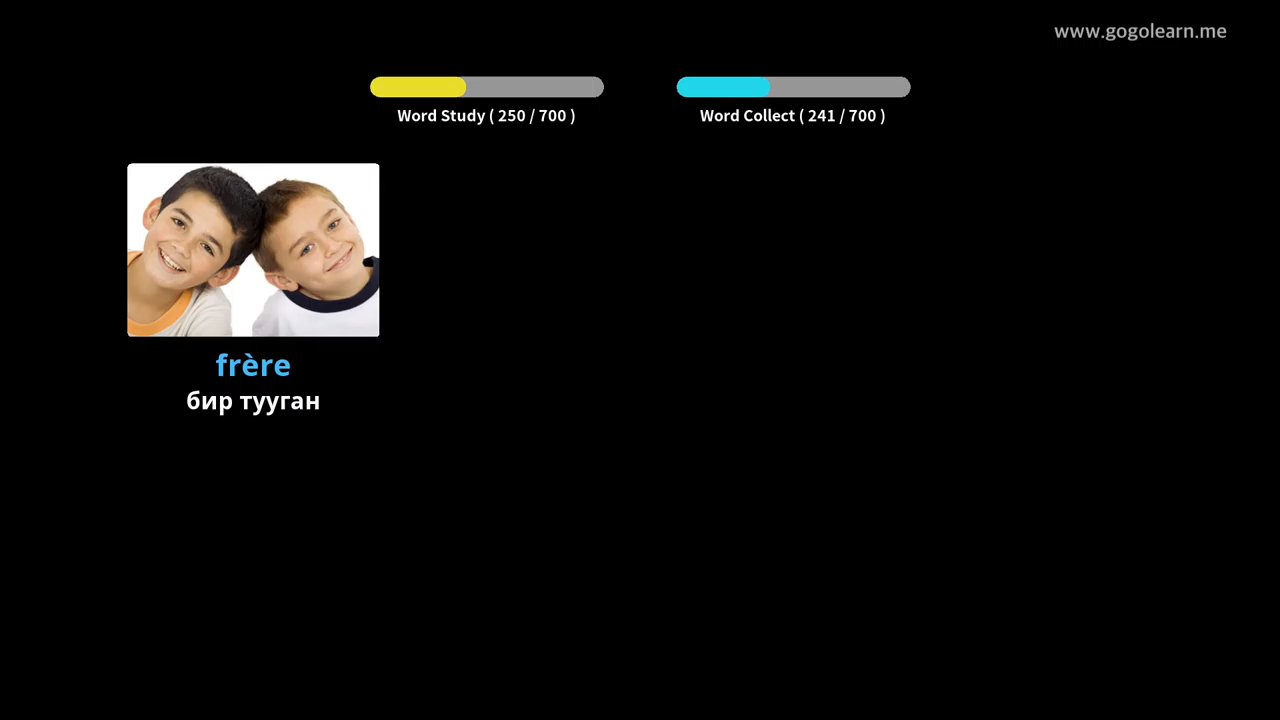 www.gogolearn.me
Word Study ( 250 / 700 )
Word Collect ( 241 / 700 )
frère
бир тууган